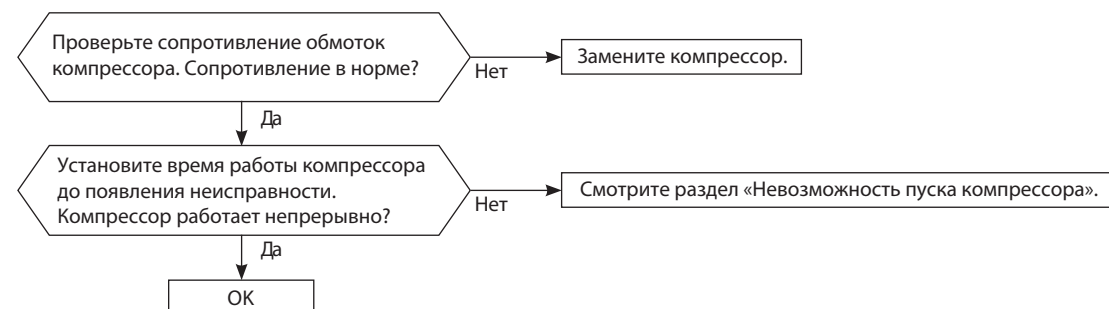 Проверьте сопротивление обмоток
компрессора. Сопротивление в норме?
Нет
Замените компрессор.
Да
Установите время работы компрессора
до появления неисправности.
Компрессор работает непрерывно?
Нет
Смотрите раздел «Невозможность пуска компрессора».
Да
OK